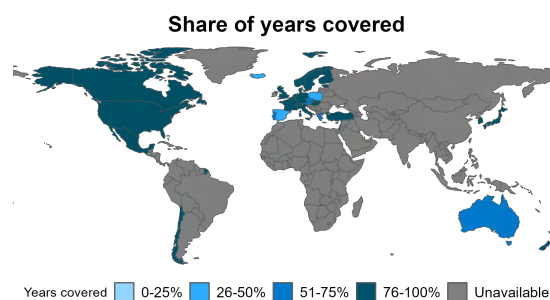 Share of years covered
Years covered 0-25% 26-50% 51-75% 76-100% Unavailable